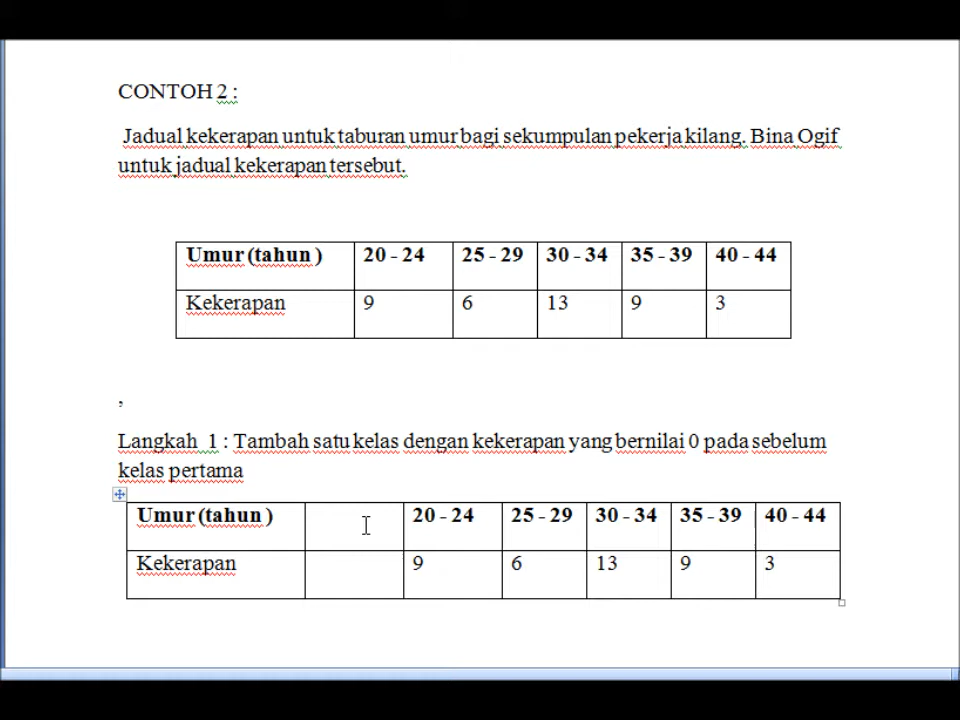 CONTOH 2 :
Jadual kekerapan untuk taburan umur bagi sekumpulan pekerja kilang. Bina Ogif
untuk jadual kekerapan tersebut.
Umur (tahun ) 20 - 24 25 - 29 30 - 34 35 - 39 40 - 44
Kekerapan 9 6 13 9 3
,
Langkah 1 : Tambah satu kelas dengan kekerapan yang bernilai 0 pada sebelum
kelas pertama
Umur (tahun ) 20 - 24 25 - 29 30 - 34 35 - 39 40 - 44
Kekerapan 9 6 13 9 3